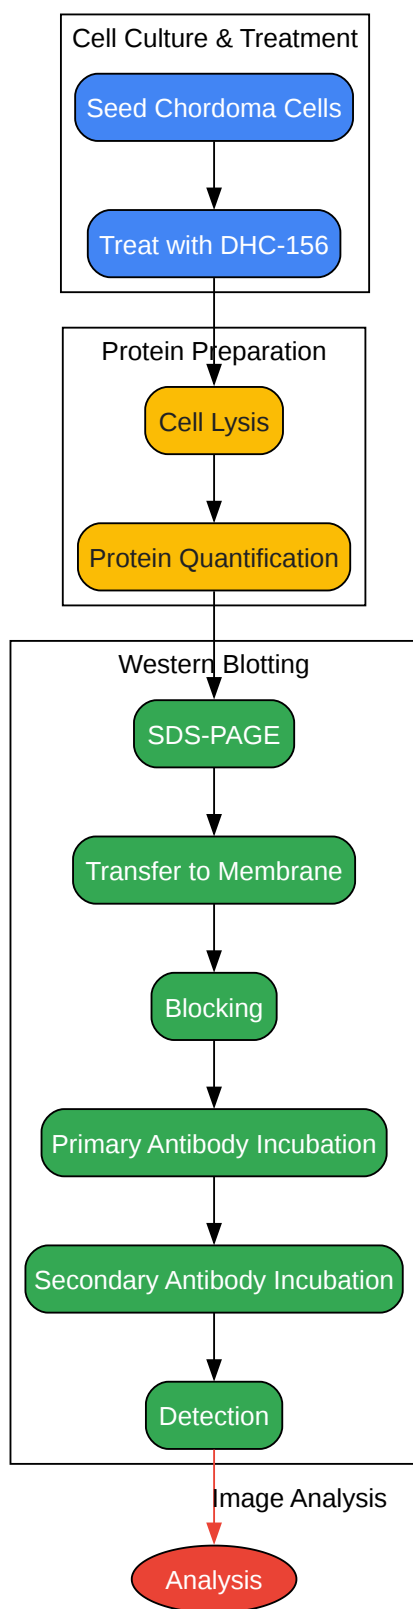 Cell Culture & Treatment
Seed Chordoma Cells
Treat with DHC-156
Protein Preparation
Cell Lysis
Protein Quantification
Western Blotting
SDS-PAGE
Transfer to Membrane
Blocking
Primary Antibody Incubation
Secondary Antibody Incubation
Detection
Image Analysis
Analysis